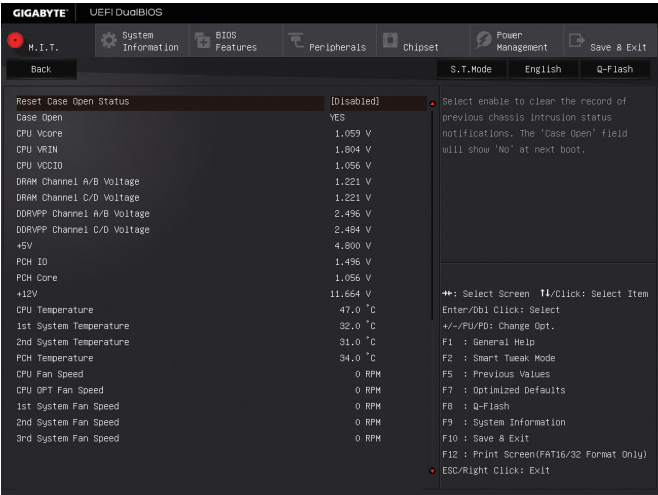 GIGABYTE™ UEFI DualBIOS
M.I.T. System Information BIOS Features Peripherals Chipset Power Management Save & Exit
Back S.T.Mode English Q-Flash
Reset Case Open Status [Disabled]
Case Open YES
CPU Vcore 1.059 V
CPU VRIN 1.804 V
CPU VCCIO 1.056 V
DRAM Channel A/B Voltage 1.221 V
DRAM Channel C/D Voltage 1.221 V
DDRVPP Channel A/B Voltage 2.496 V
DDRVPP Channel C/D Voltage 2.484 V
+5V 4.800 V
PCH IO 1.496 V
PCH Core 1.056 V
+12V 11.664 V
CPU Temperature 47.0 °C
1st System Temperature 32.0 °C
2nd System Temperature 31.0 °C
PCH Temperature 34.0 °C
CPU Fan Speed 0 RPM
CPU OPT Fan Speed 0 RPM
1st System Fan Speed 0 RPM
2nd System Fan Speed 0 RPM
3rd System Fan Speed 0 RPM
Select enable to clear the record of
previous chassis intrusion status
notifications. The 'Case Open' field
will show 'No' at next boot.
→←: Select Screen ↑↓/Click: Select Item
Enter/Dbl Click: Select
+/-/PU/PD: Change Opt.
F1 : General Help
F2 : Smart Tweak Mode
F5 : Previous Values
F7 : Optimized Defaults
F8 : Q-Flash
F9 : System Information
F10 : Save & Exit
F12 : Print Screen(FAT16/32 Format Only)
ESC/Right Click: Exit